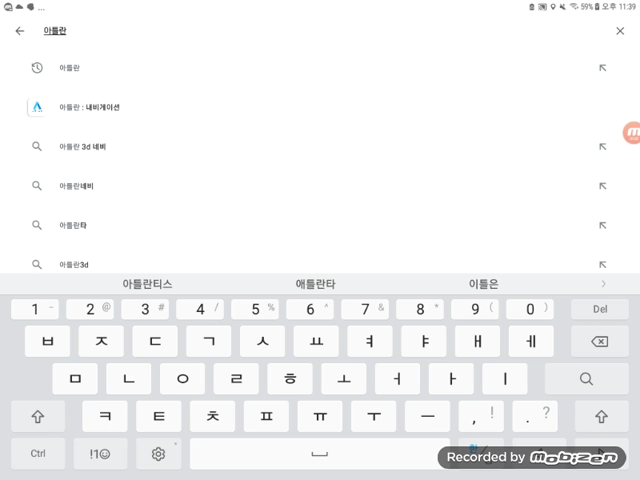 ... 59% 오후 11:39
아틀란
아틀란
아틀란 : 내비게이션
아틀란 3d 네비
아틀란네비
아틀란타
아틀란3d
아틀란티스 애틀란타 이틀은
1 - 2 @ 3 # 4 / 5 % 6 ^ 7 & 8 * 9 ( 0 ) Del
ㅂ ㅈ ㄷ ㄱ ㅅ ㅛ ㅕ ㅑ ㅐ ㅔ
ㅁ ㄴ ㅇ ㄹ ㅎ ㅗ ㅓ ㅏ ㅣ
ㅋ ㅌ ㅊ ㅍ ㅠ ㅜ ㅡ , ! . ?
Ctrl !1☺
Recorded by mobizen